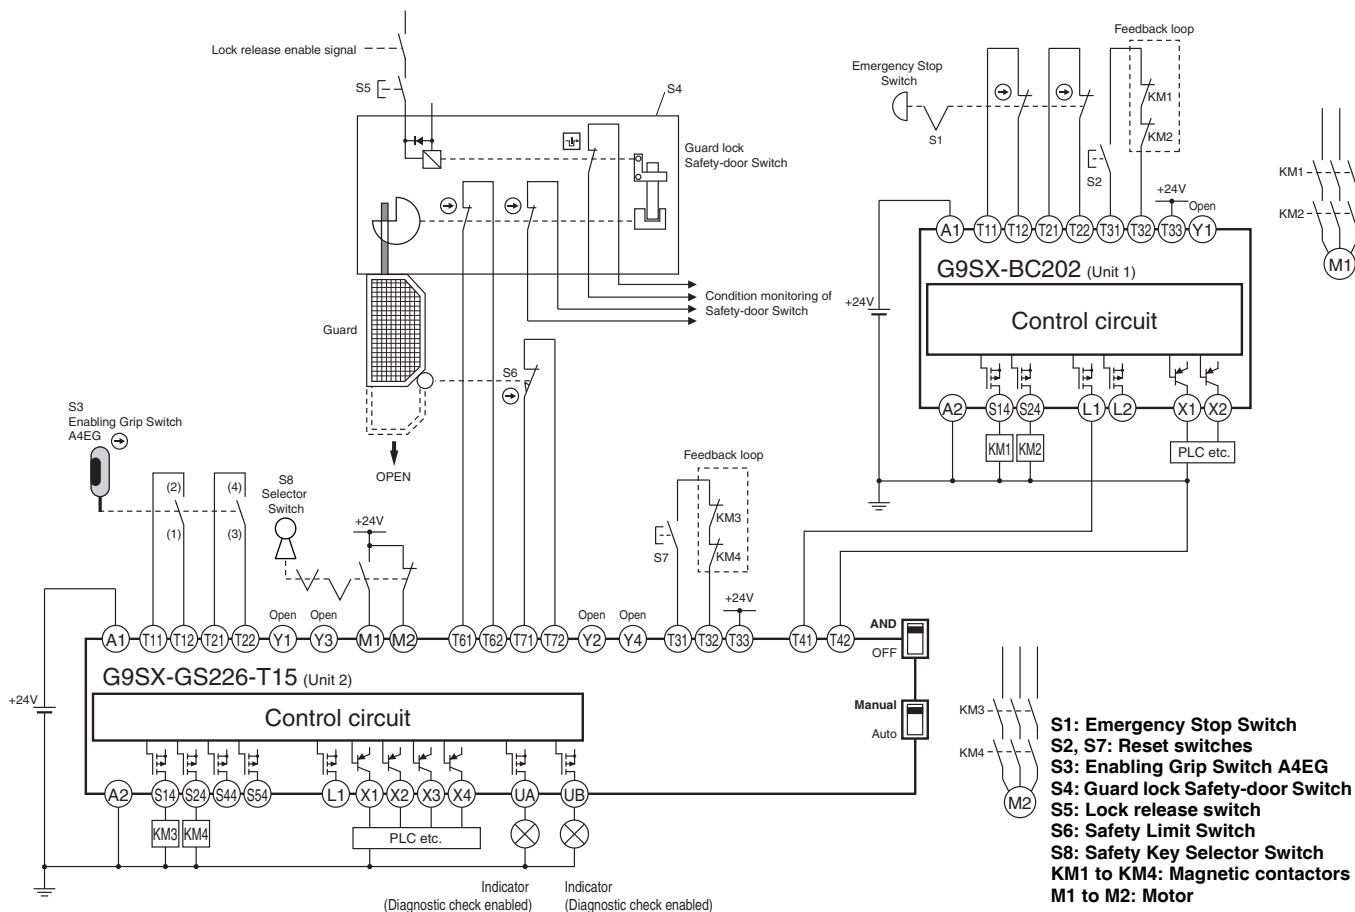 Lock release enable signal
S5
S4
Guard lock
Safety-door Switch
Guard
Condition monitoring of
Safety-door Switch
S6
OPEN
S3
Enabling Grip Switch
A4EG
(2)
(1)
(4)
(3)
S8
Selector
Switch
+24V
Feedback loop
KM3
KM4
S7
+24V
Emergency Stop
Switch
S1
Feedback loop
KM1
KM2
S2
+24V
Open
A1
T11
T12
T21
T22
T31
T32
T33
Y1
G9SX-BC202 (Unit 1)
Control circuit
+24V
A2
S14
S24
L1
L2
X1
X2
KM1
KM2
PLC etc.
KM1
KM2
M1
Open
Open
Open
Open
A1
T11
T12
T21
T22
Y1
Y3
M1
M2
T61
T62
T71
T72
Y2
Y4
T31
T32
T33
T41
T42
AND
OFF
G9SX-GS226-T15 (Unit 2)
Control circuit
Manual
Auto
+24V
A2
S14
S24
S44
S54
L1
X1
X2
X3
X4
UA
UB
KM3
KM4
PLC etc.
Indicator
(Diagnostic check enabled)
Indicator
(Diagnostic check enabled)
KM3
KM4
M2
S1: Emergency Stop Switch
S2, S7: Reset switches
S3: Enabling Grip Switch A4EG
S4: Guard lock Safety-door Switch
S5: Lock release switch
S6: Safety Limit Switch
S8: Safety Key Selector Switch
KM1 to KM4: Magnetic contactors
M1 to M2: Motor